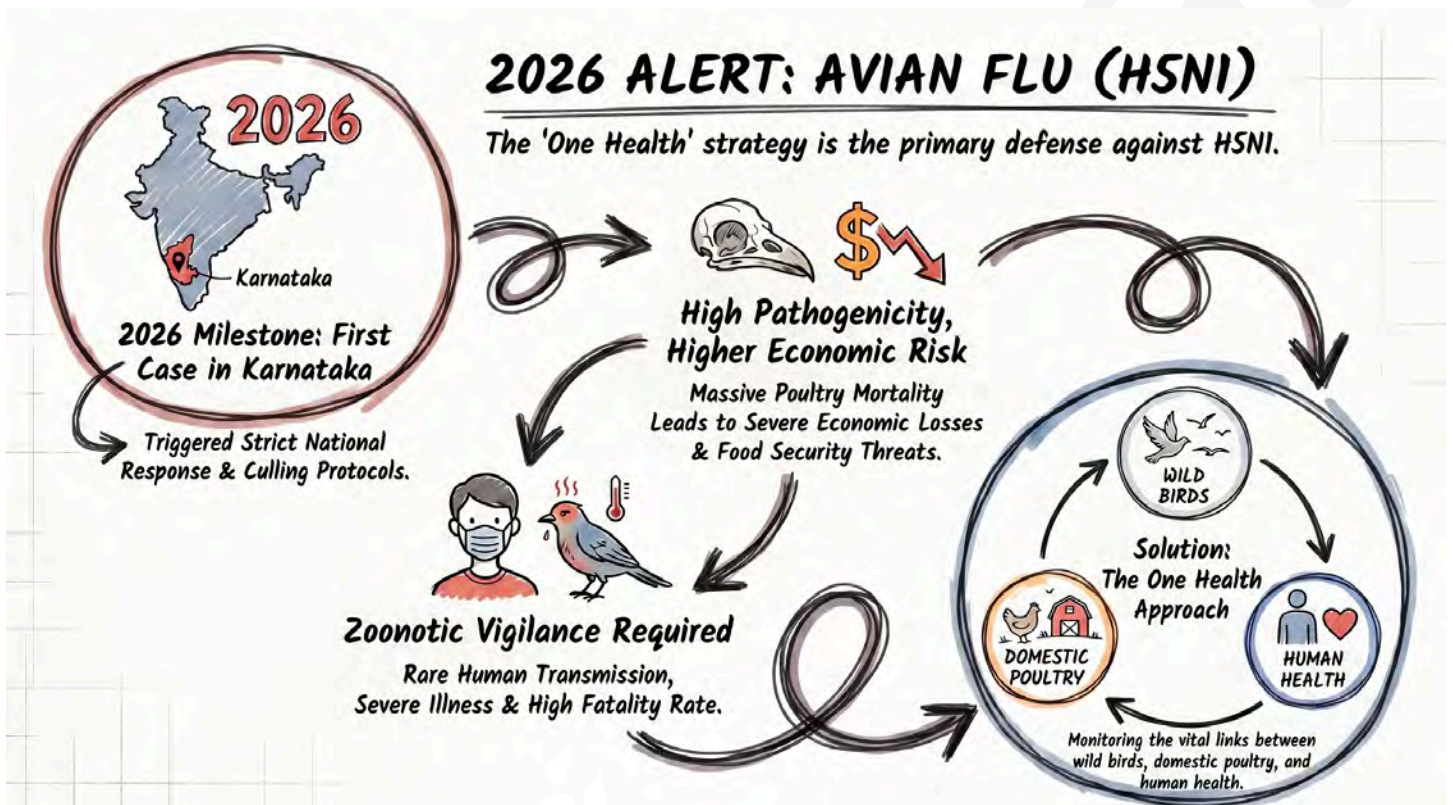 2026 ALERT: AVIAN FLU (H5N1)
The 'One Health' strategy is the primary defense against H5N1.
2026
Karnataka
2026 Milestone: First
Case in Karnataka
Triggered Strict National
Response & Culling Protocols.
$
High Pathogenicity,
Higher Economic Risk
Massive Poultry Mortality
Leads to Severe Economic Losses
& Food Security Threats.
Zoonotic Vigilance Required
Rare Human Transmission,
Severe Illness & High Fatality Rate.
WILD
BIRDS
Solution:
The One Health
Approach
DOMESTIC
POULTRY
HUMAN
HEALTH
Monitoring the vital links between
wild birds, domestic poultry, and
human health.